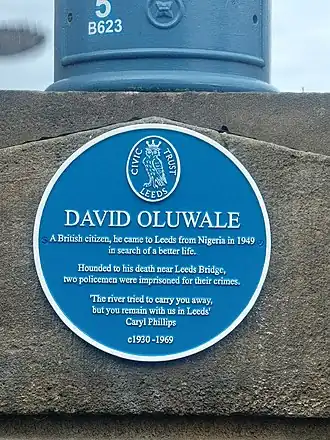 5
B623
CIVIC TRUST
LEEDS
DAVID OLUWALE
A British citizen, he came to Leeds from Nigeria in 1949
in search of a better life.
Hounded to his death near Leeds Bridge,
two policemen were imprisoned for their crimes.
'The river tried to carry you away,
but you remain with us in Leeds'
Caryl Phillips
c1930 -1969